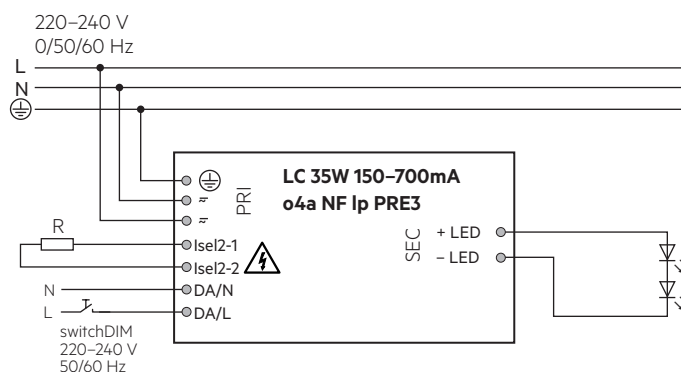 220–240 V
0/50/60 Hz
L
N
LC 35W 150–700mA
o4a NF lp PRE3
PRI
≂
≂
R
Isel2-1
Isel2-2
SEC
+ LED
– LED
N
DA/N
L
DA/L
switchDIM
220–240 V
50/60 Hz